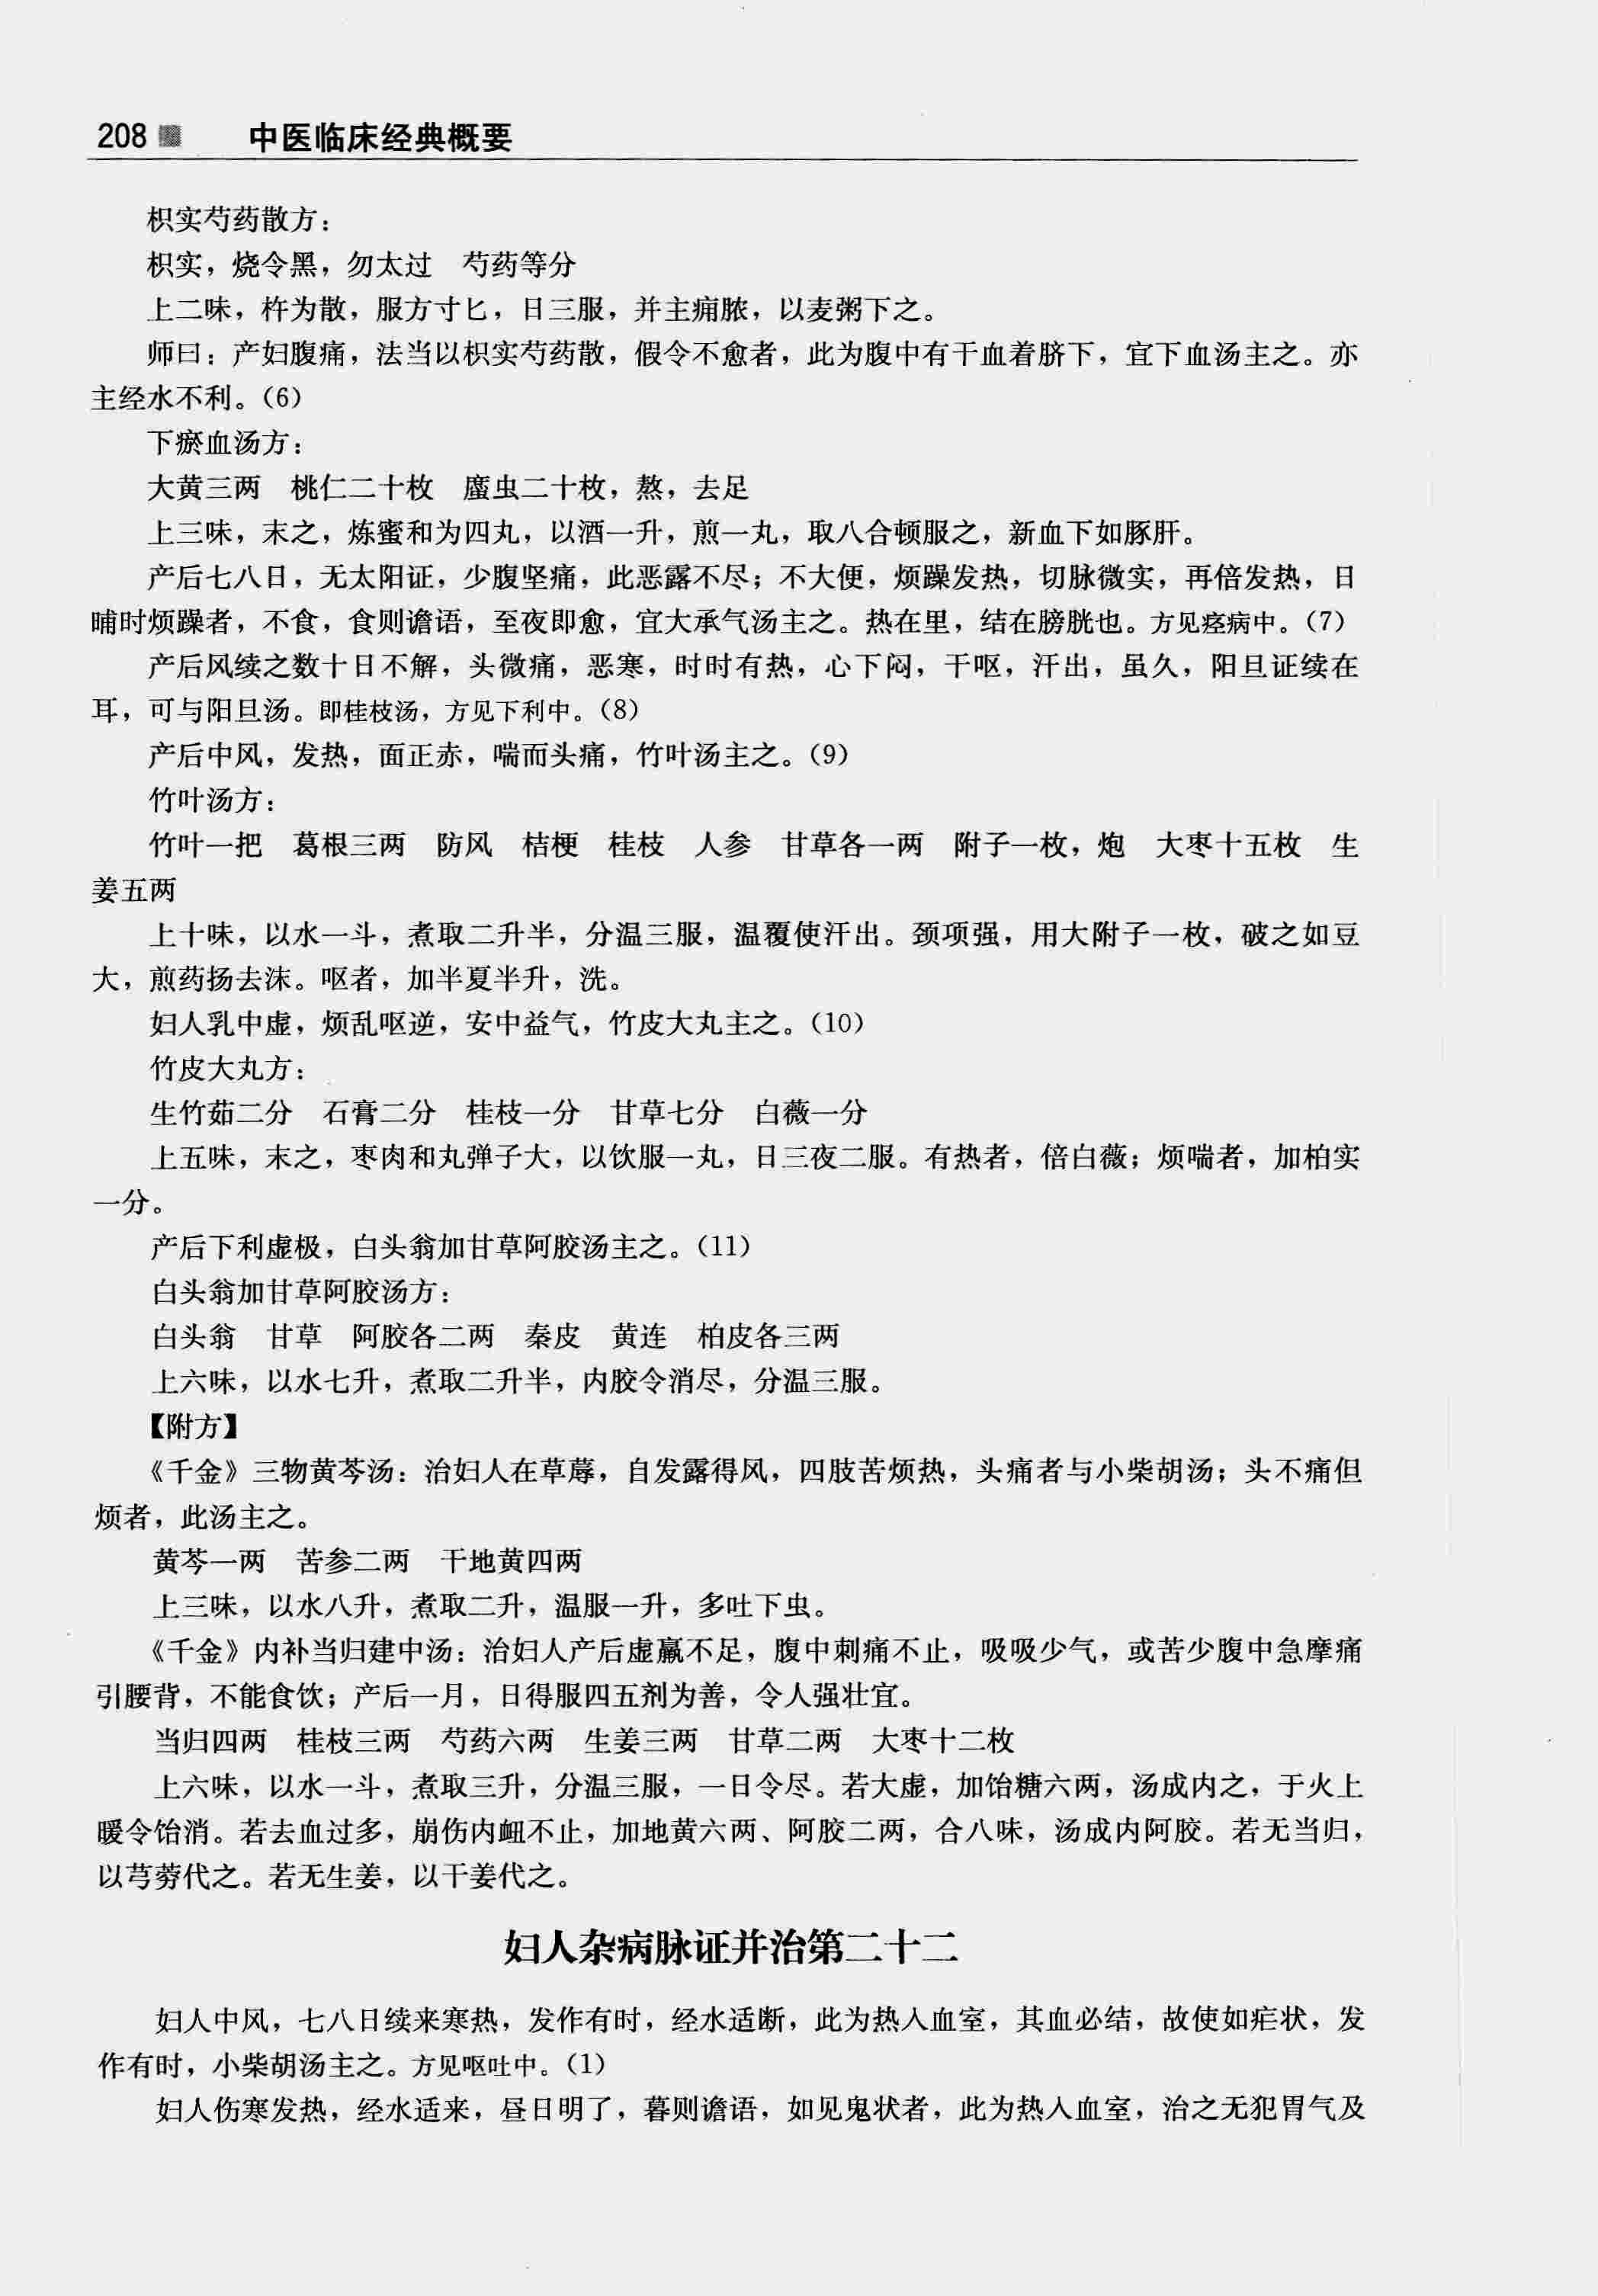 208 中医临床经典概要
枳实芍药散方：
枳实，烧令黑，勿太过　芍药等分
上二味，杵为散，服方寸匕，日三服，并主痈脓，以麦粥下之。
师曰：产妇腹痛，法当以枳实芍药散，假令不愈者，此为腹中有干血着脐下，宜下血汤主之。亦
主经水不利。（6）
下瘀血汤方：
大黄三两　桃仁二十枚　䗪虫二十枚，熬，去足
上三味，末之，炼蜜和为四丸，以酒一升，煎一丸，取八合顿服之，新血下如豚肝。
产后七八日，无太阳证，少腹坚痛，此恶露不尽；不大便，烦躁发热，切脉微实，再倍发热，日
晡时烦躁者，不食，食则谵语，至夜即愈，宜大承气汤主之。热在里，结在膀胱也。方见痉病中。（7）
产后风续之数十日不解，头微痛，恶寒，时时有热，心下闷，干呕，汗出，虽久，阳旦证续在
耳，可与阳旦汤。即桂枝汤，方见下利中。（8）
产后中风，发热，面正赤，喘而头痛，竹叶汤主之。（9）
竹叶汤方：
竹叶一把　葛根三两　防风　桔梗　桂枝　人参　甘草各一两　附子一枚，炮　大枣十五枚　生
姜五两
上十味，以水一斗，煮取二升半，分温三服，温覆使汗出。颈项强，用大附子一枚，破之如豆
大，煎药扬去沫。呕者，加半夏半升，洗。
妇人乳中虚，烦乱呕逆，安中益气，竹皮大丸主之。（10）
竹皮大丸方：
生竹茹二分　石膏二分　桂枝一分　甘草七分　白薇一分
上五味，末之，枣肉和丸弹子大，以饮服一丸，日三夜二服。有热者，倍白薇；烦喘者，加柏实
一分。
产后下利虚极，白头翁加甘草阿胶汤主之。（11）
白头翁加甘草阿胶汤方：
白头翁　甘草　阿胶各二两　秦皮　黄连　柏皮各三两
上六味，以水七升，煮取二升半，内胶令消尽，分温三服。
【附方】
《千金》三物黄芩汤：治妇人在草蓐，自发露得风，四肢苦烦热，头痛者与小柴胡汤；头不痛但
烦者，此汤主之。
黄芩一两　苦参二两　干地黄四两
上三味，以水八升，煮取二升，温服一升，多吐下虫。
《千金》内补当归建中汤：治妇人产后虚羸不足，腹中刺痛不止，吸吸少气，或苦少腹中急摩痛
引腰背，不能食饮；产后一月，日得服四五剂为善，令人强壮宜。
当归四两　桂枝三两　芍药六两　生姜三两　甘草二两　大枣十二枚
上六味，以水一斗，煮取三升，分温三服，一日令尽。若大虚，加饴糖六两，汤成内之，于火上
暖令饴消。若去血过多，崩伤内衄不止，加地黄六两、阿胶二两，合八味，汤成内阿胶。若无当归，
以芎䓖代之。若无生姜，以干姜代之。
妇人杂病脉证并治第二十二
妇人中风，七八日续来寒热，发作有时，经水适断，此为热入血室，其血必结，故使如疟状，发
作有时，小柴胡汤主之。方见呕吐中。（1）
妇人伤寒发热，经水适来，昼日明了，暮则谵语，如见鬼状者，此为热入血室，治之无犯胃气及